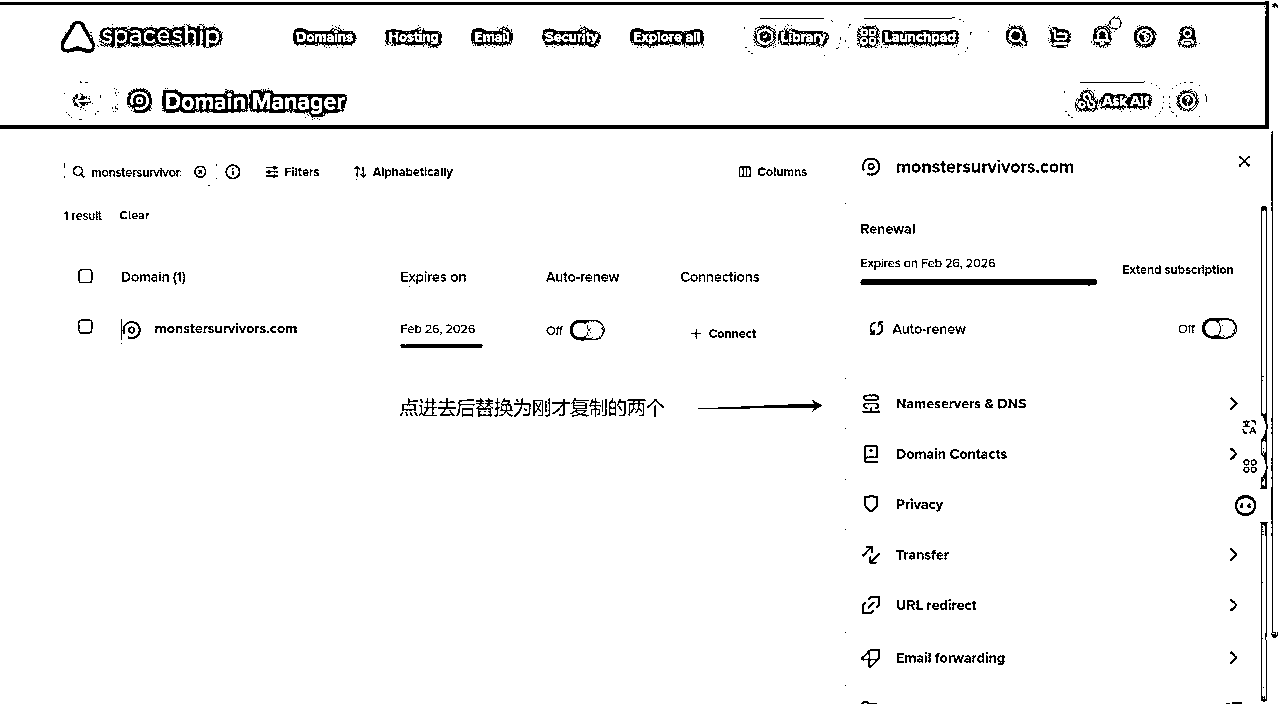 spaceship Domains Hosting Email Security Explore all Library Launchpad
Domain Manager Ask Alf
monstersurvivor Filters Alphabetically Columns
1 result Clear
Domain (1) Expires on Auto-renew Connections
monstersurvivors.com Feb 26, 2026 Off Connect
点进去后替换为刚才复制的两个
monstersurvivors.com
Renewal
Expires on Feb 26, 2026 Extend subscription
Auto-renew Off
Nameservers & DNS
Domain Contacts
Privacy
Transfer
URL redirect
Email forwarding